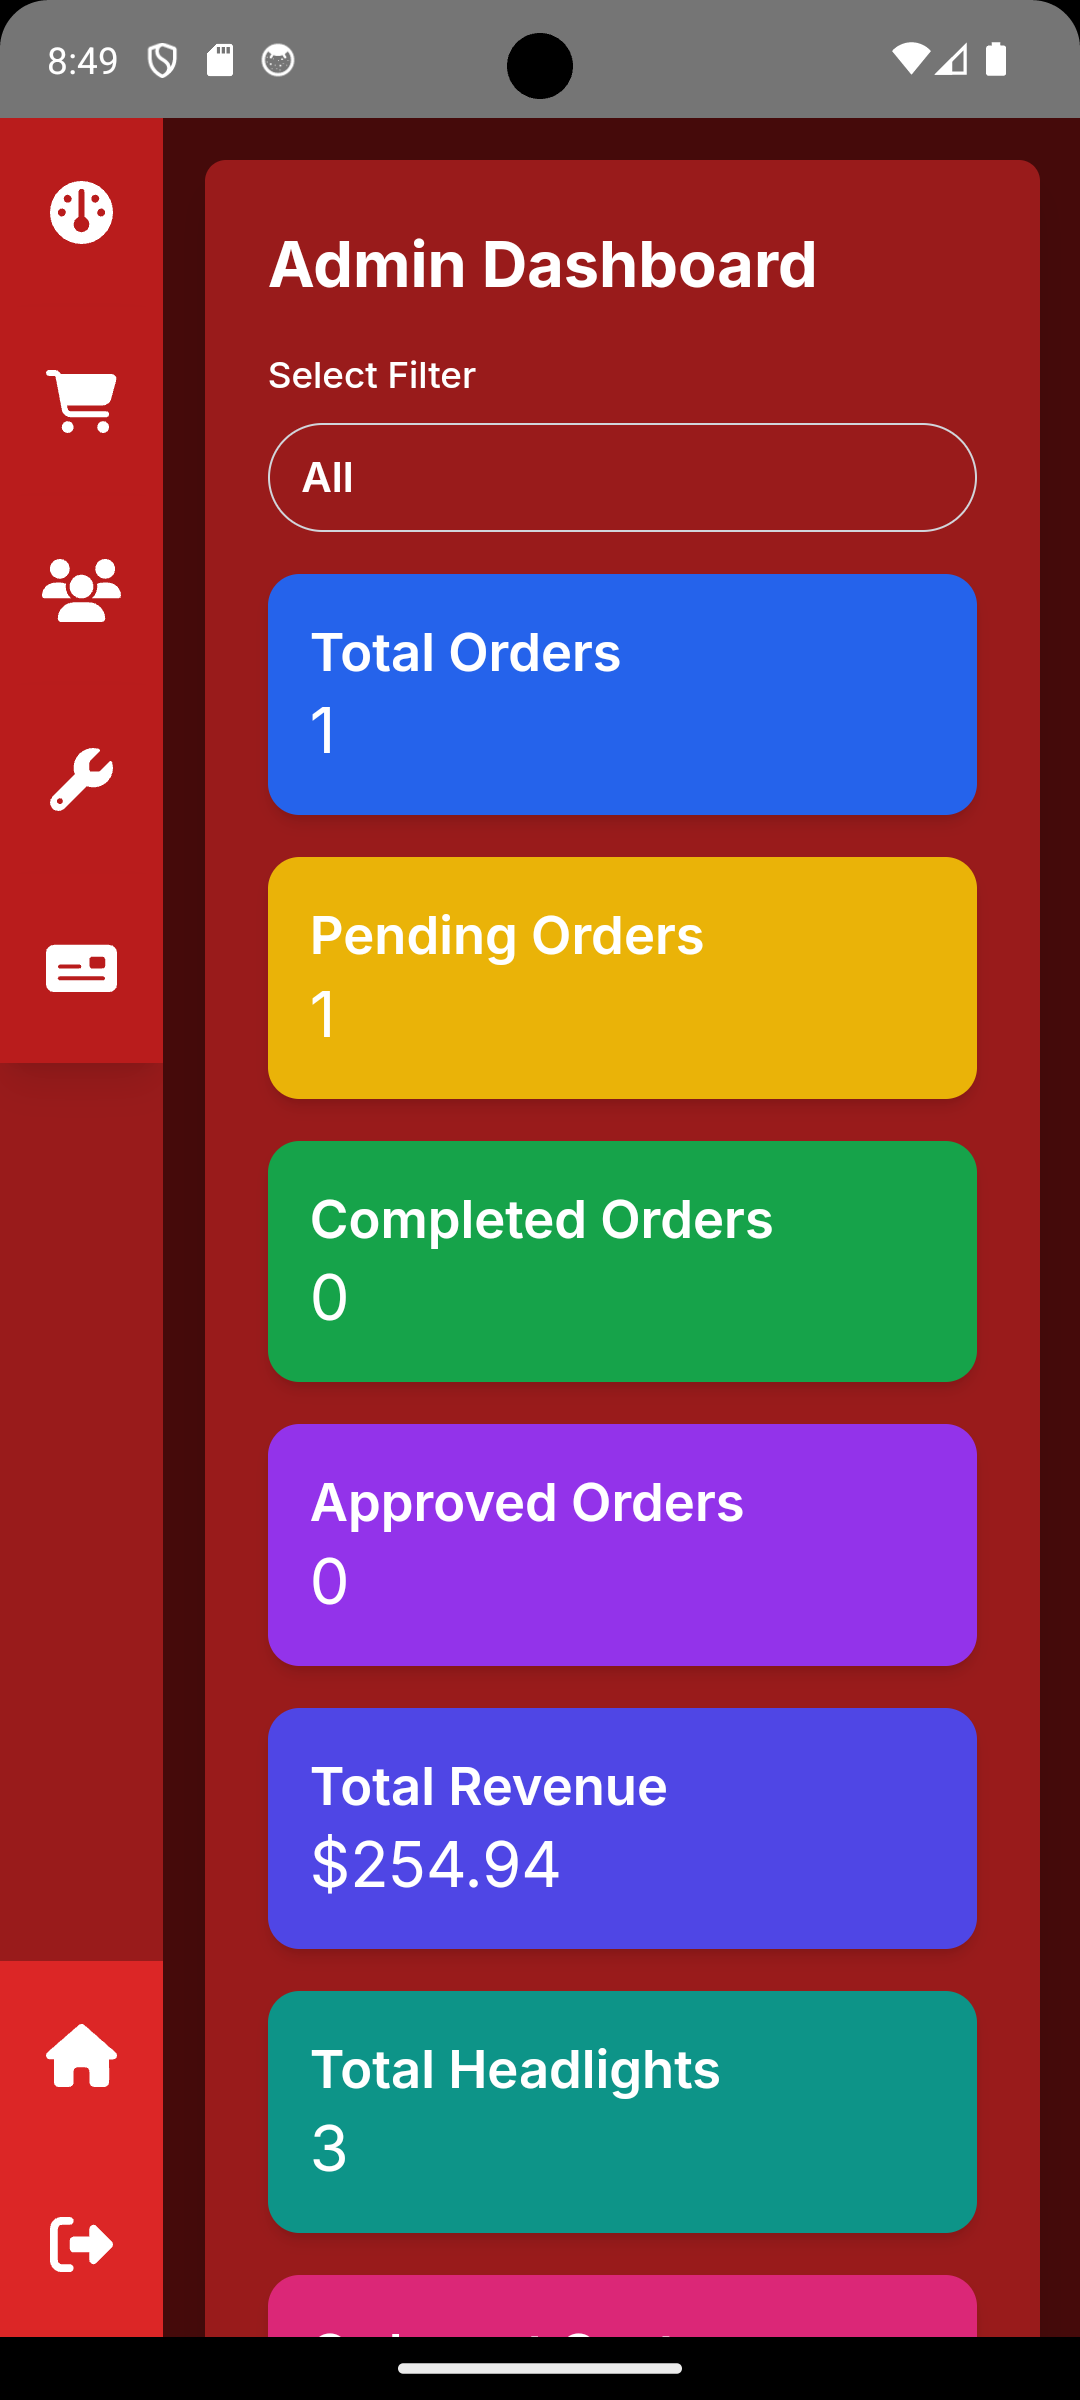 8:49
Admin Dashboard
Select Filter
All
Total Orders
1
Pending Orders
1
Completed Orders
0
Approved Orders
0
Total Revenue
$254.94
Total Headlights
3